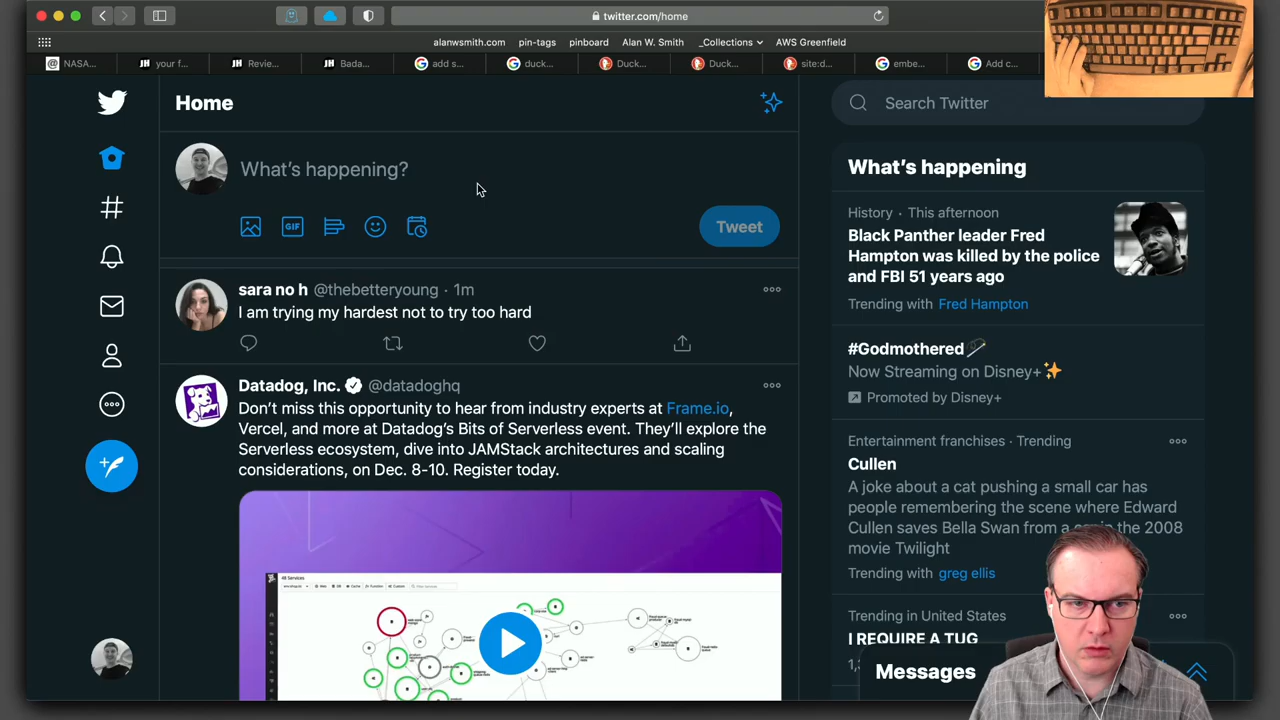 twitter.com/home
alanwsmith.com
pin-tags
pinboard
Alan W. Smith
_Collections
AWS Greenfield
NASA...
your f...
Revie...
Bada...
add s...
duck...
Duck...
Duck...
site:d...
embe...
Add c...
Home
What's happening?
GIF
Tweet
sara no h @thebetteryoung · 1m
I am trying my hardest not to try too hard
Datadog, Inc. @datadoghq
Don't miss this opportunity to hear from industry experts at Frame.io,
Vercel, and more at Datadog's Bits of Serverless event. They'll explore the
Serverless ecosystem, dive into JAMStack architectures and scaling
considerations, on Dec. 8-10. Register today.
Search Twitter
What's happening
History · This afternoon
Black Panther leader Fred
Hampton was killed by the police
and FBI 51 years ago
Trending with Fred Hampton
#Godmothered
Now Streaming on Disney+
Promoted by Disney+
Entertainment franchises · Trending
Cullen
A joke about a cat pushing a small car has
people remembering the scene where Edward
Cullen saves Bella Swan from a the 2008
movie Twilight
Trending with greg ellis
Trending in United States
I REQUIRE A TUG
Messages